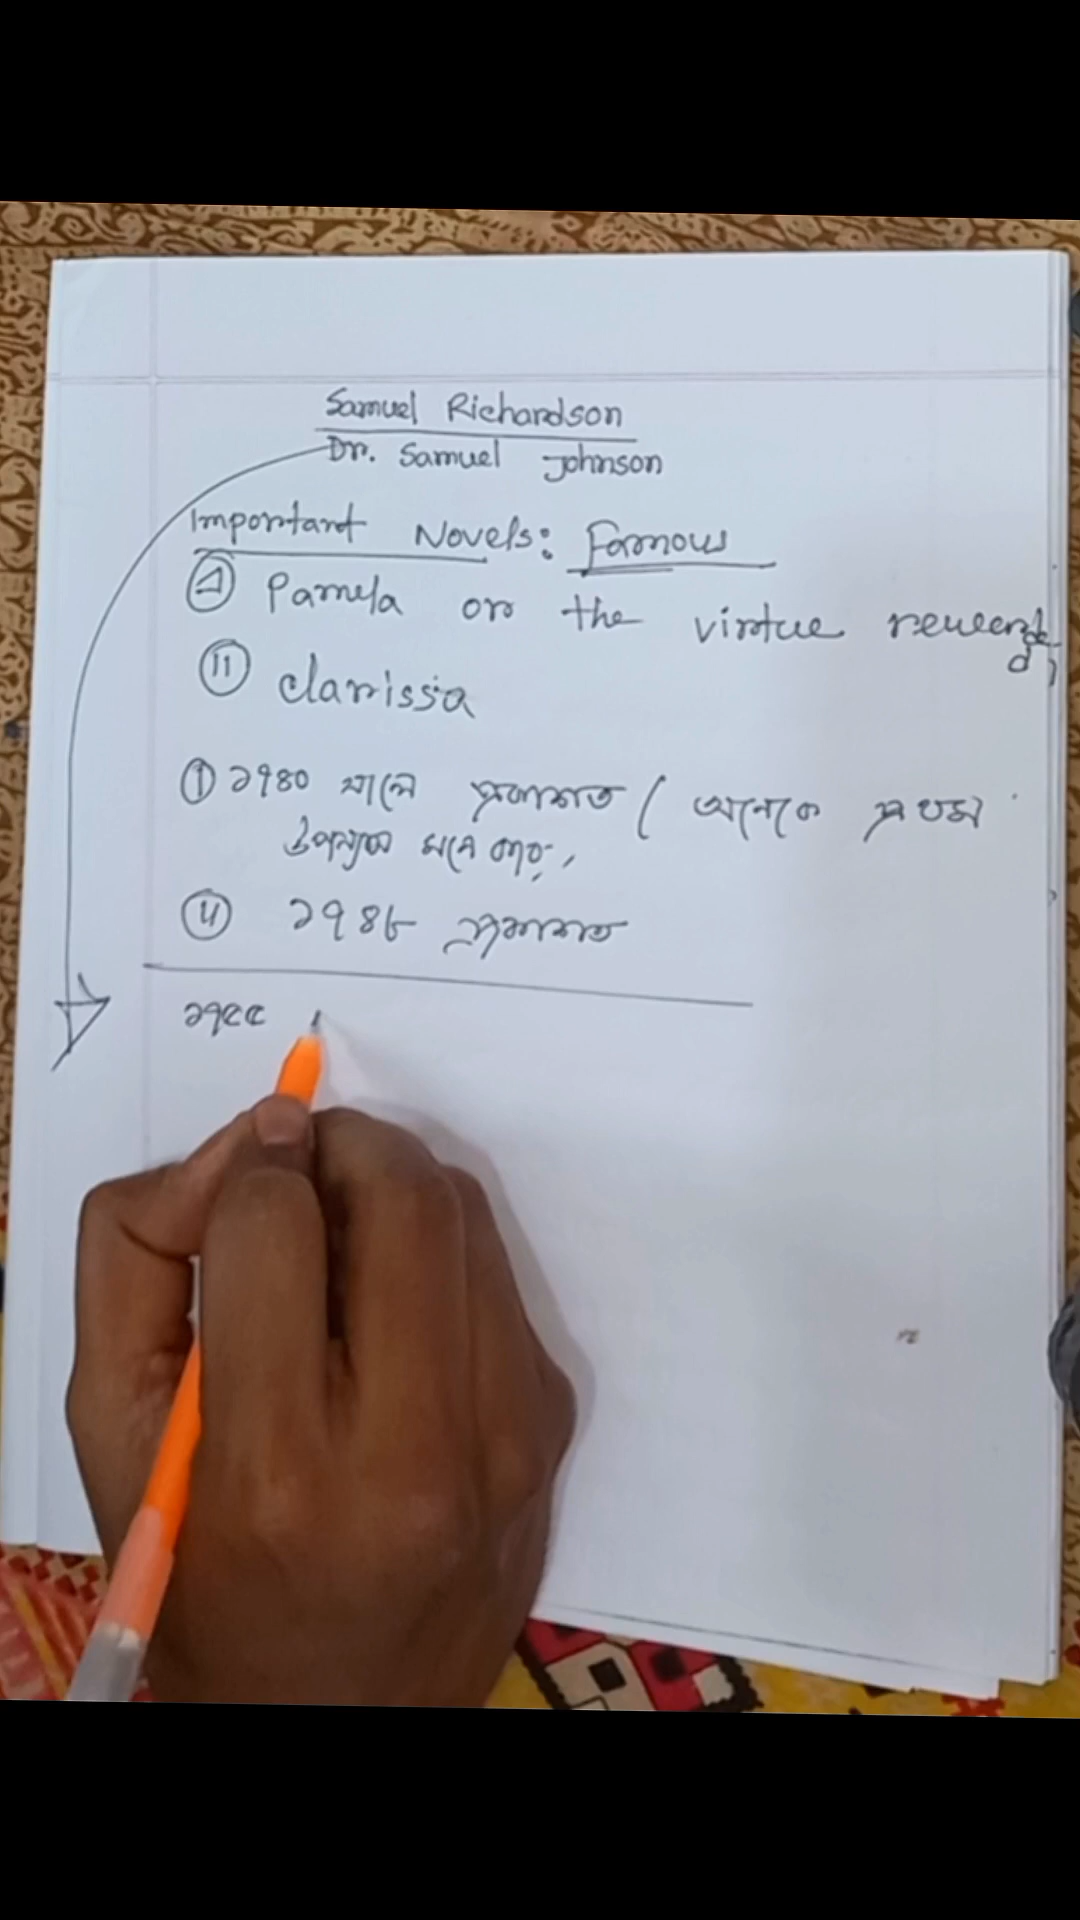 Samuel Richardson
Dr. Samuel Johnson
Important Novels: Famous
I Pamela or the virtue rewarded,
II clarissa
I ১৭৪০ সালে প্রকাশিত ( অনেকে প্রথম
উপন্যাস মনে করে,
II ১৭৪৮ প্রকাশিত
১৭৫৫